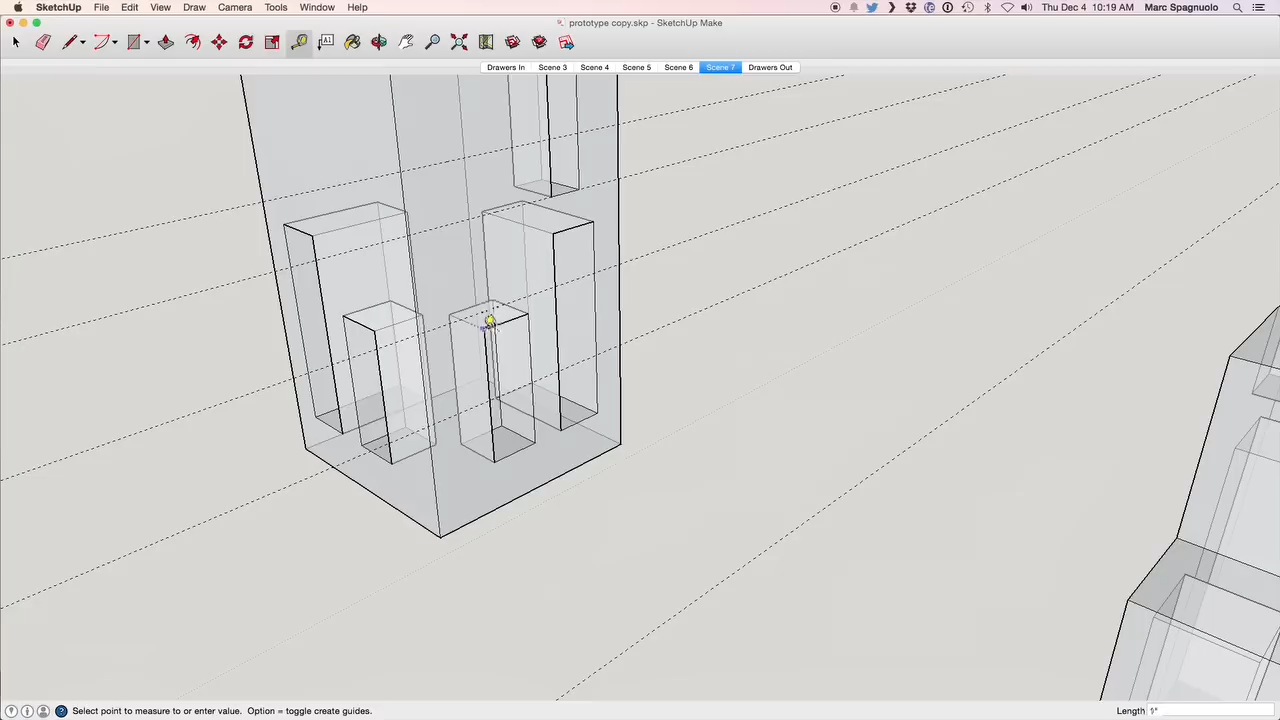 SketchUp File Edit View Draw Camera Tools Window Help
Thu Dec 4 10:19 AM Marc Spagnuolo
prototype copy.skp - SketchUp Make
A1
Drawers In Scene 3 Scene 4 Scene 5 Scene 6 Scene 7 Drawers Out
Select point to measure to or enter value. Option = toggle create guides.
Length